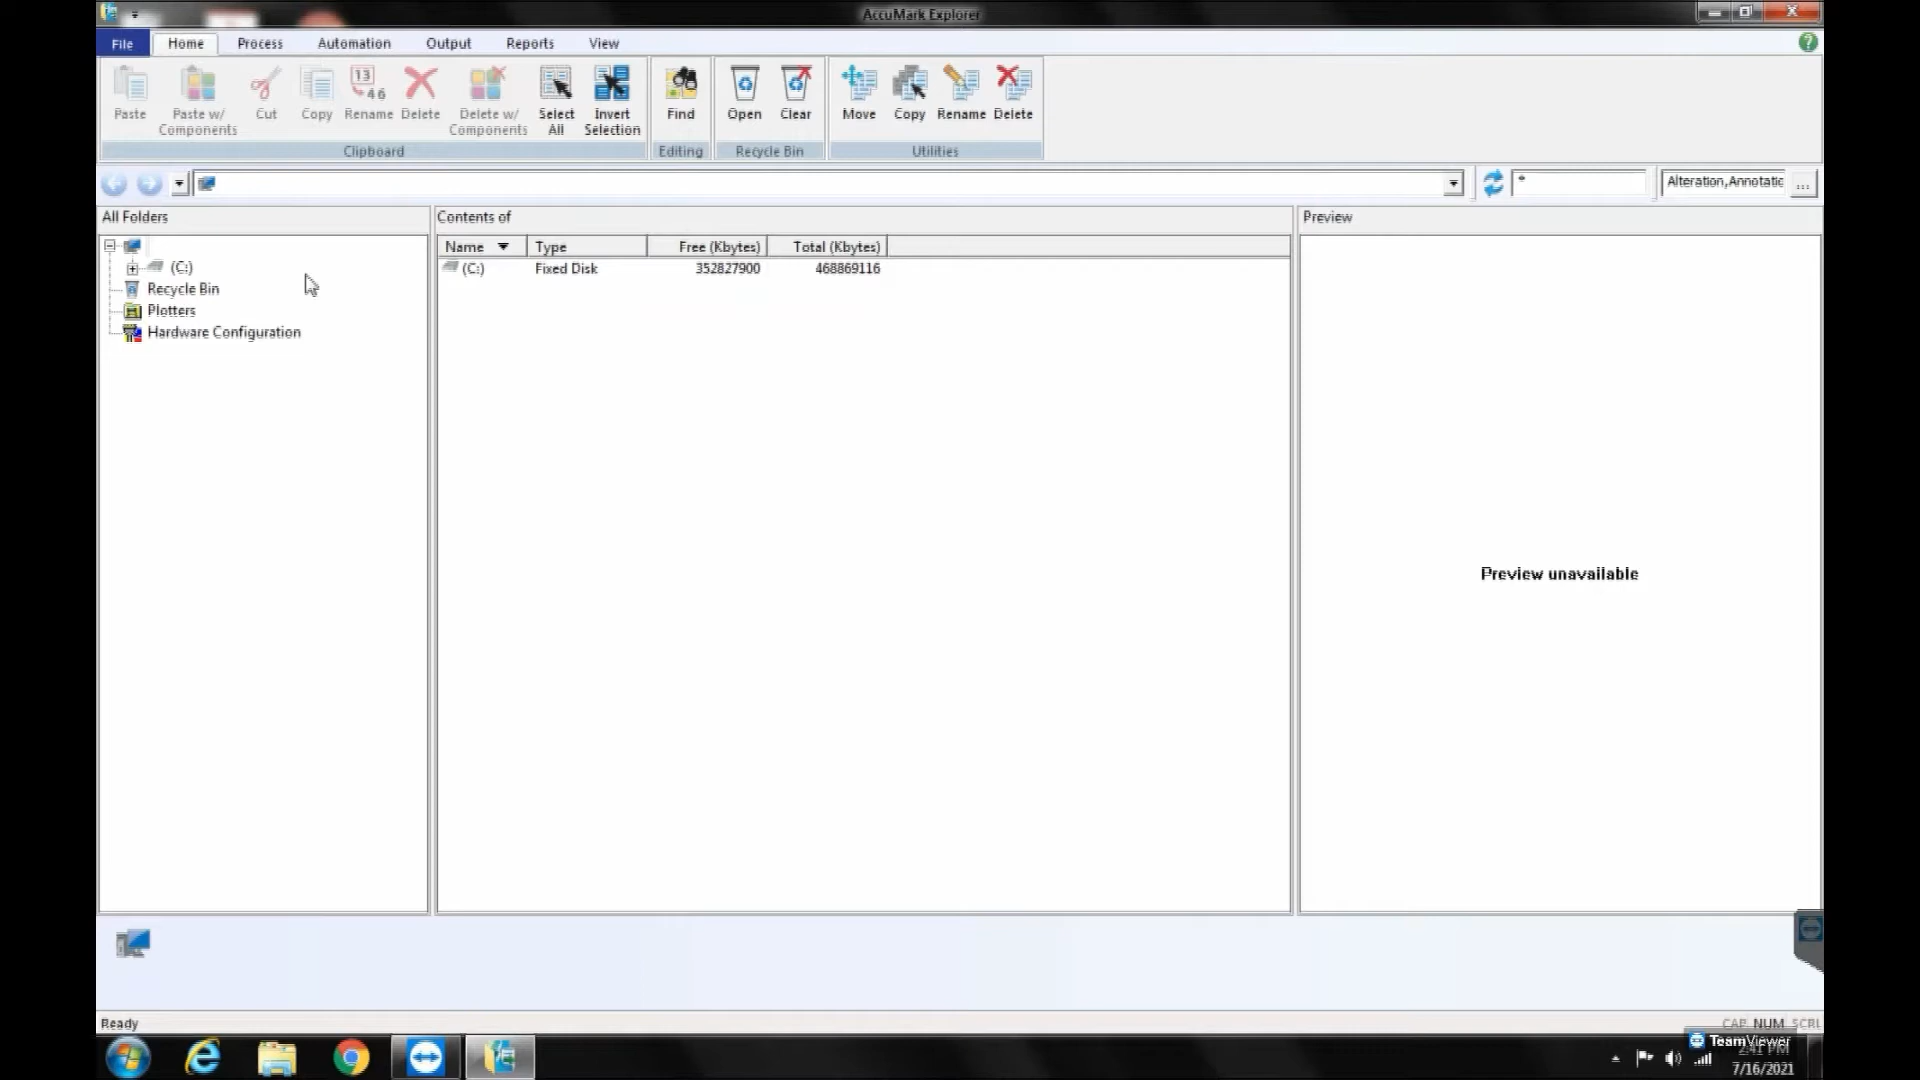 AccuMark Explorer
File Home Process Automation Output Reports View
Paste Paste w/ Components Cut Copy Rename Delete Delete w/ Components Select All Invert Selection Find Open Clear Move Copy Rename Delete
Clipboard Editing Recycle Bin Utilities
* Alteration,Annotatic ...
All Folders Contents of Preview
Name Type Free (Kbytes) Total (Kbytes)
(C:) Fixed Disk 352827900 468869116
(C:)
Recycle Bin
Plotters
Hardware Configuration
Preview unavailable
Ready CAP NUM SCRL
TeamViewer
2:41 PM
7/16/2021